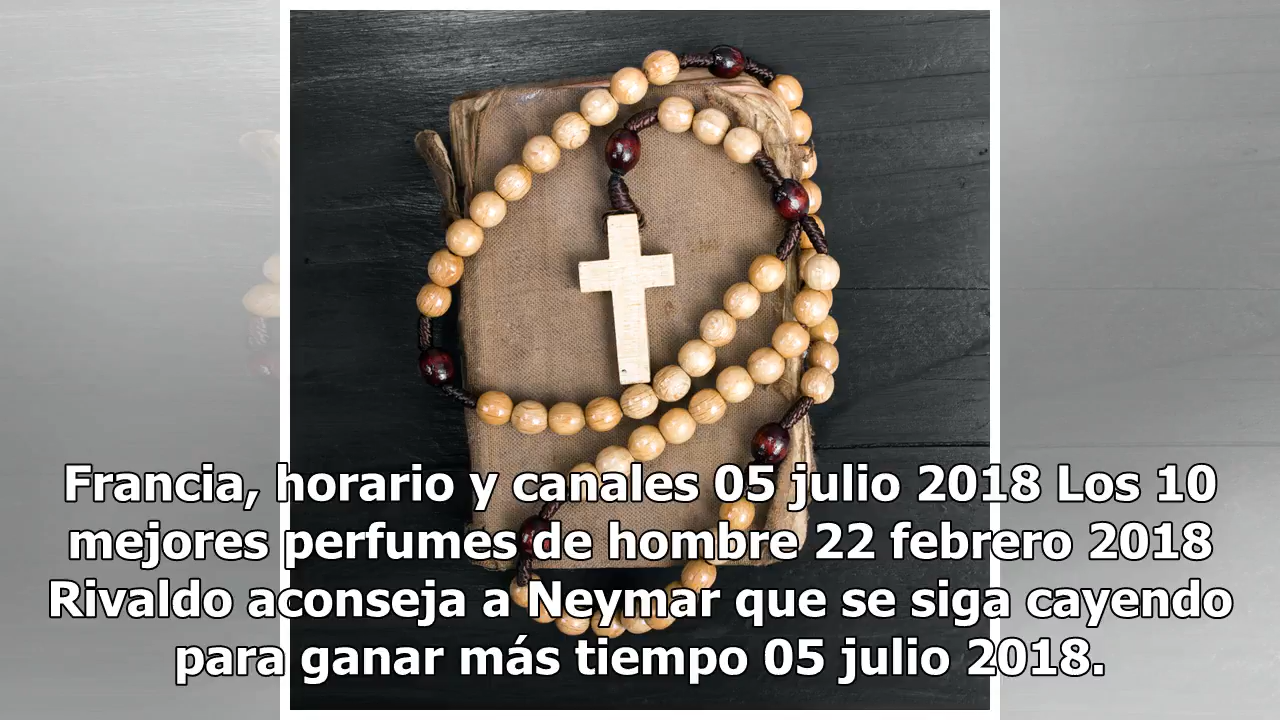 Francia, horario y canales 05 julio 2018 Los 10
mejores perfumes de hombre 22 febrero 2018
Rivaldo aconseja a Neymar que se siga cayendo
para ganar más tiempo 05 julio 2018.